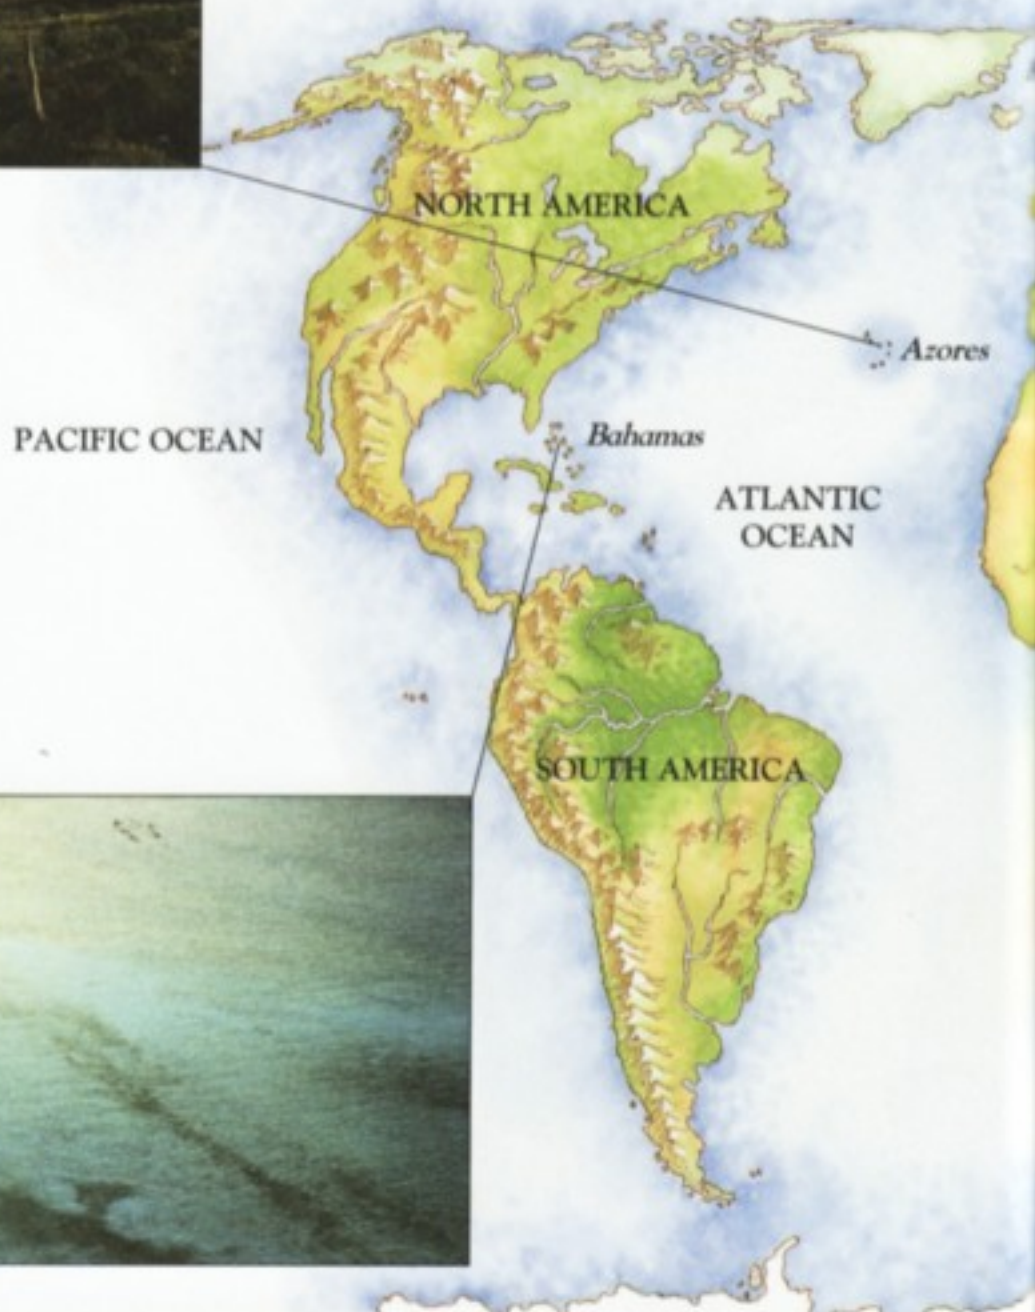 NORTH AMERICA
Azores
PACIFIC OCEAN
Bahamas
ATLANTIC
OCEAN
SOUTH AMERICA